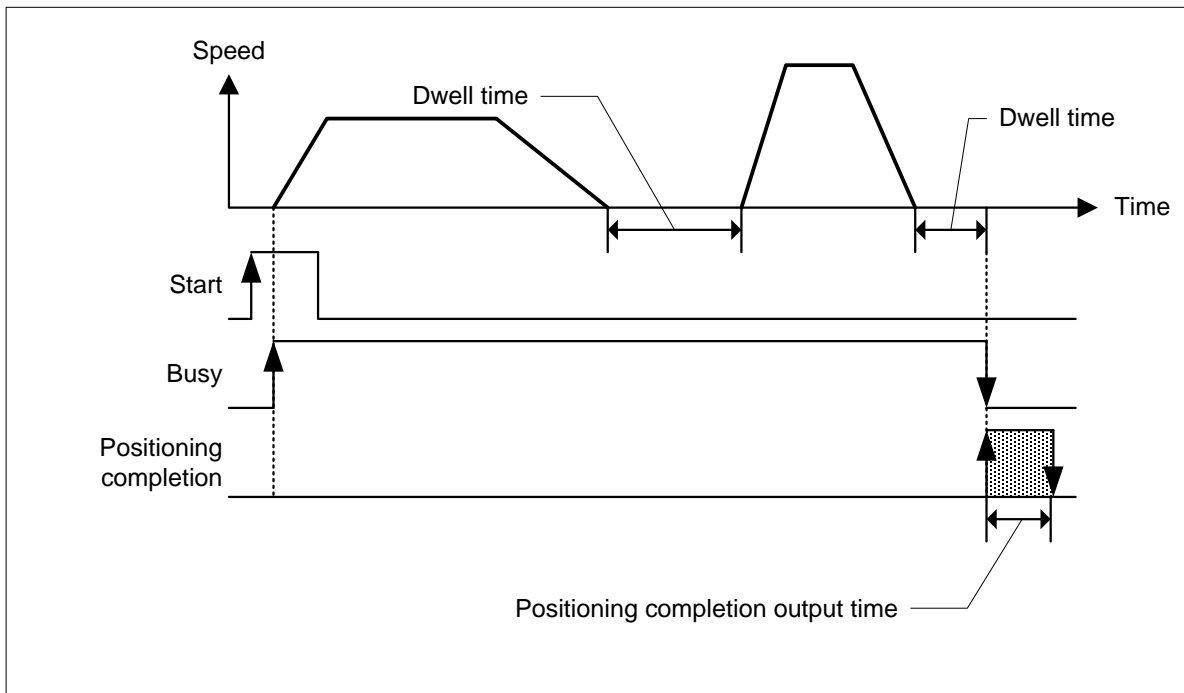 Speed
Dwell time
Dwell time
Time
Start
Busy
Positioning
completion
Positioning completion output time